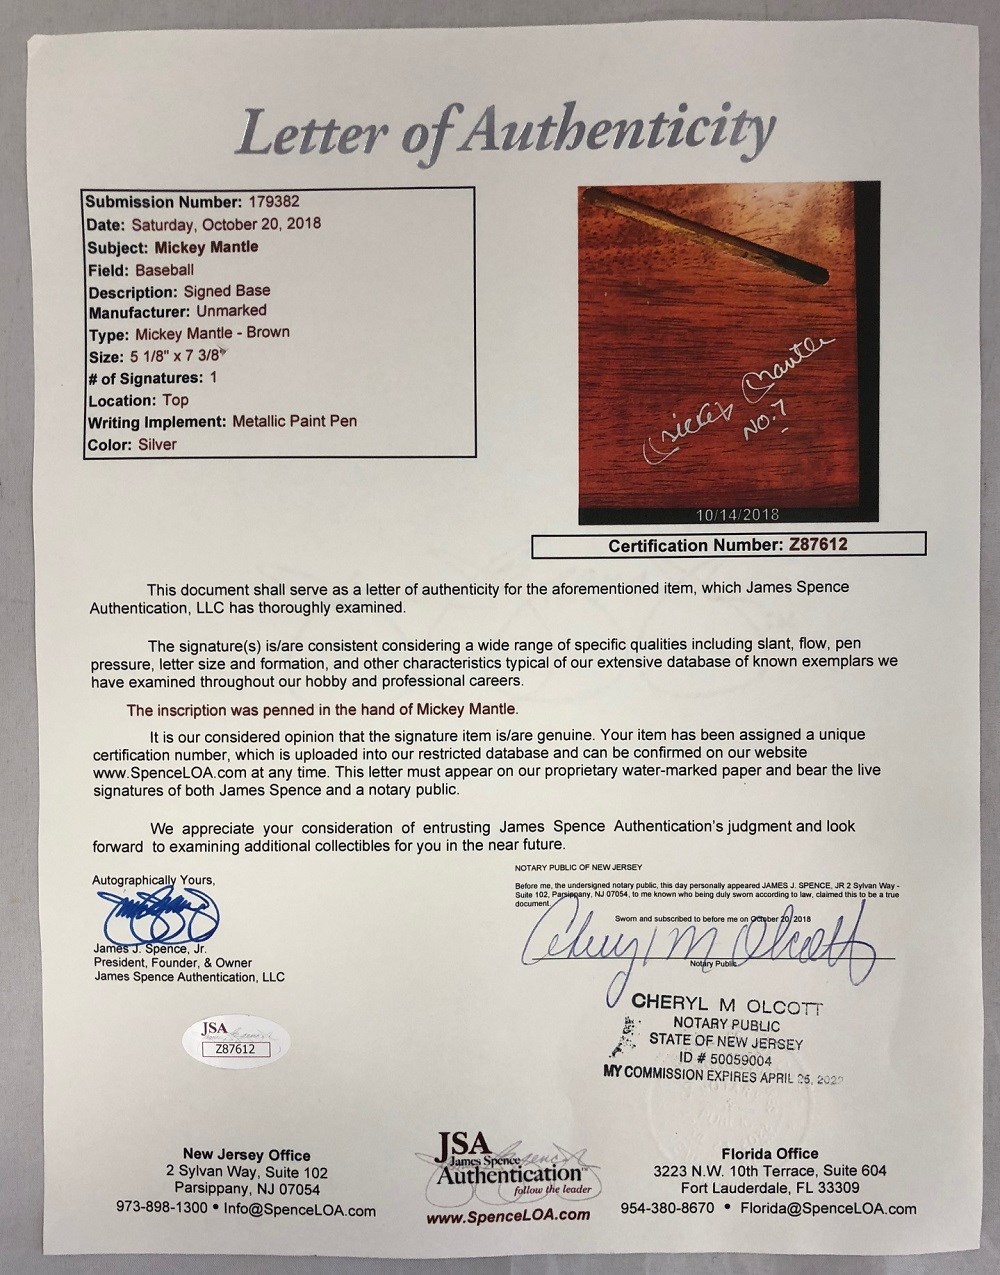 Letter of Authenticity
Submission Number: 179382
Date: Saturday, October 20, 2018
Subject: Mickey Mantle
Field: Baseball
Description: Signed Base
Manufacturer: Unmarked
Type: Mickey Mantle - Brown
Size: 5 1/8" x 7 3/8"
# of Signatures: 1
Location: Top
Writing Implement: Metallic Paint Pen
Color: Silver
Mickey Mantle
NO.7
10/14/2018
Certification Number: Z87612
This document shall serve as a letter of authenticity for the aforementioned item, which James Spence
Authentication, LLC has thoroughly examined.
The signature(s) is/are consistent considering a wide range of specific qualities including slant, flow, pen
pressure, letter size and formation, and other characteristics typical of our extensive database of known exemplars we
have examined throughout our hobby and professional careers.
The inscription was penned in the hand of Mickey Mantle.
It is our considered opinion that the signature item is/are genuine. Your item has been assigned a unique
certification number, which is uploaded into our restricted database and can be confirmed on our website
www.SpenceLOA.com at any time. This letter must appear on our proprietary water-marked paper and bear the live
signatures of both James Spence and a notary public.
We appreciate your consideration of entrusting James Spence Authentication's judgment and look
forward to examining additional collectibles for you in the near future.
Autographically Yours,
James J. Spence, Jr.
President, Founder, & Owner
James Spence Authentication, LLC
NOTARY PUBLIC OF NEW JERSEY
Before me, the undersigned notary public, this day personally appeared JAMES J. SPENCE, JR 2 Sylvan Way -
Suite 102, Parsippany, NJ 07054, to me known who being duly sworn according to law, claimed this to be a true
document.
Sworn and subscribed to before me on October 20, 2018
Cheryl M Olcott
Notary Public
CHERYL M OLCOTT
NOTARY PUBLIC
STATE OF NEW JERSEY
ID # 50059004
MY COMMISSION EXPIRES APRIL 25, 2022
JSA
Z87612
New Jersey Office
2 Sylvan Way, Suite 102
Parsippany, NJ 07054
973-898-1300 • Info@SpenceLOA.com
JSA
James Spence
Authentication™
follow the leader
www.SpenceLOA.com
Florida Office
3223 N.W. 10th Terrace, Suite 604
Fort Lauderdale, FL 33309
954-380-8670 • Florida@SpenceLOA.com